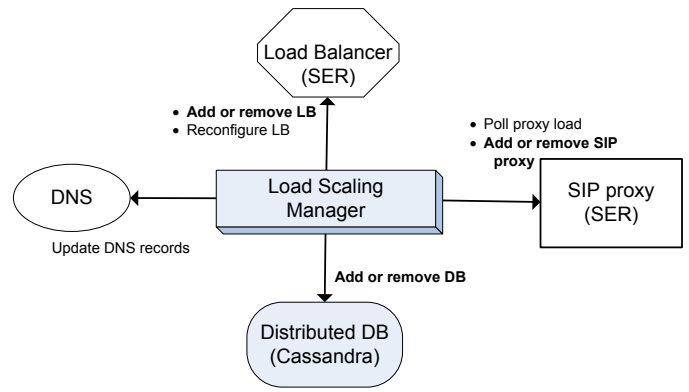 Load Balancer
(SER)
• Add or remove LB
• Reconfigure LB
• Poll proxy load
• Add or remove SIP
proxy
DNS
Load Scaling
Manager
SIP proxy
(SER)
Update DNS records
Add or remove DB
Distributed DB
(Cassandra)